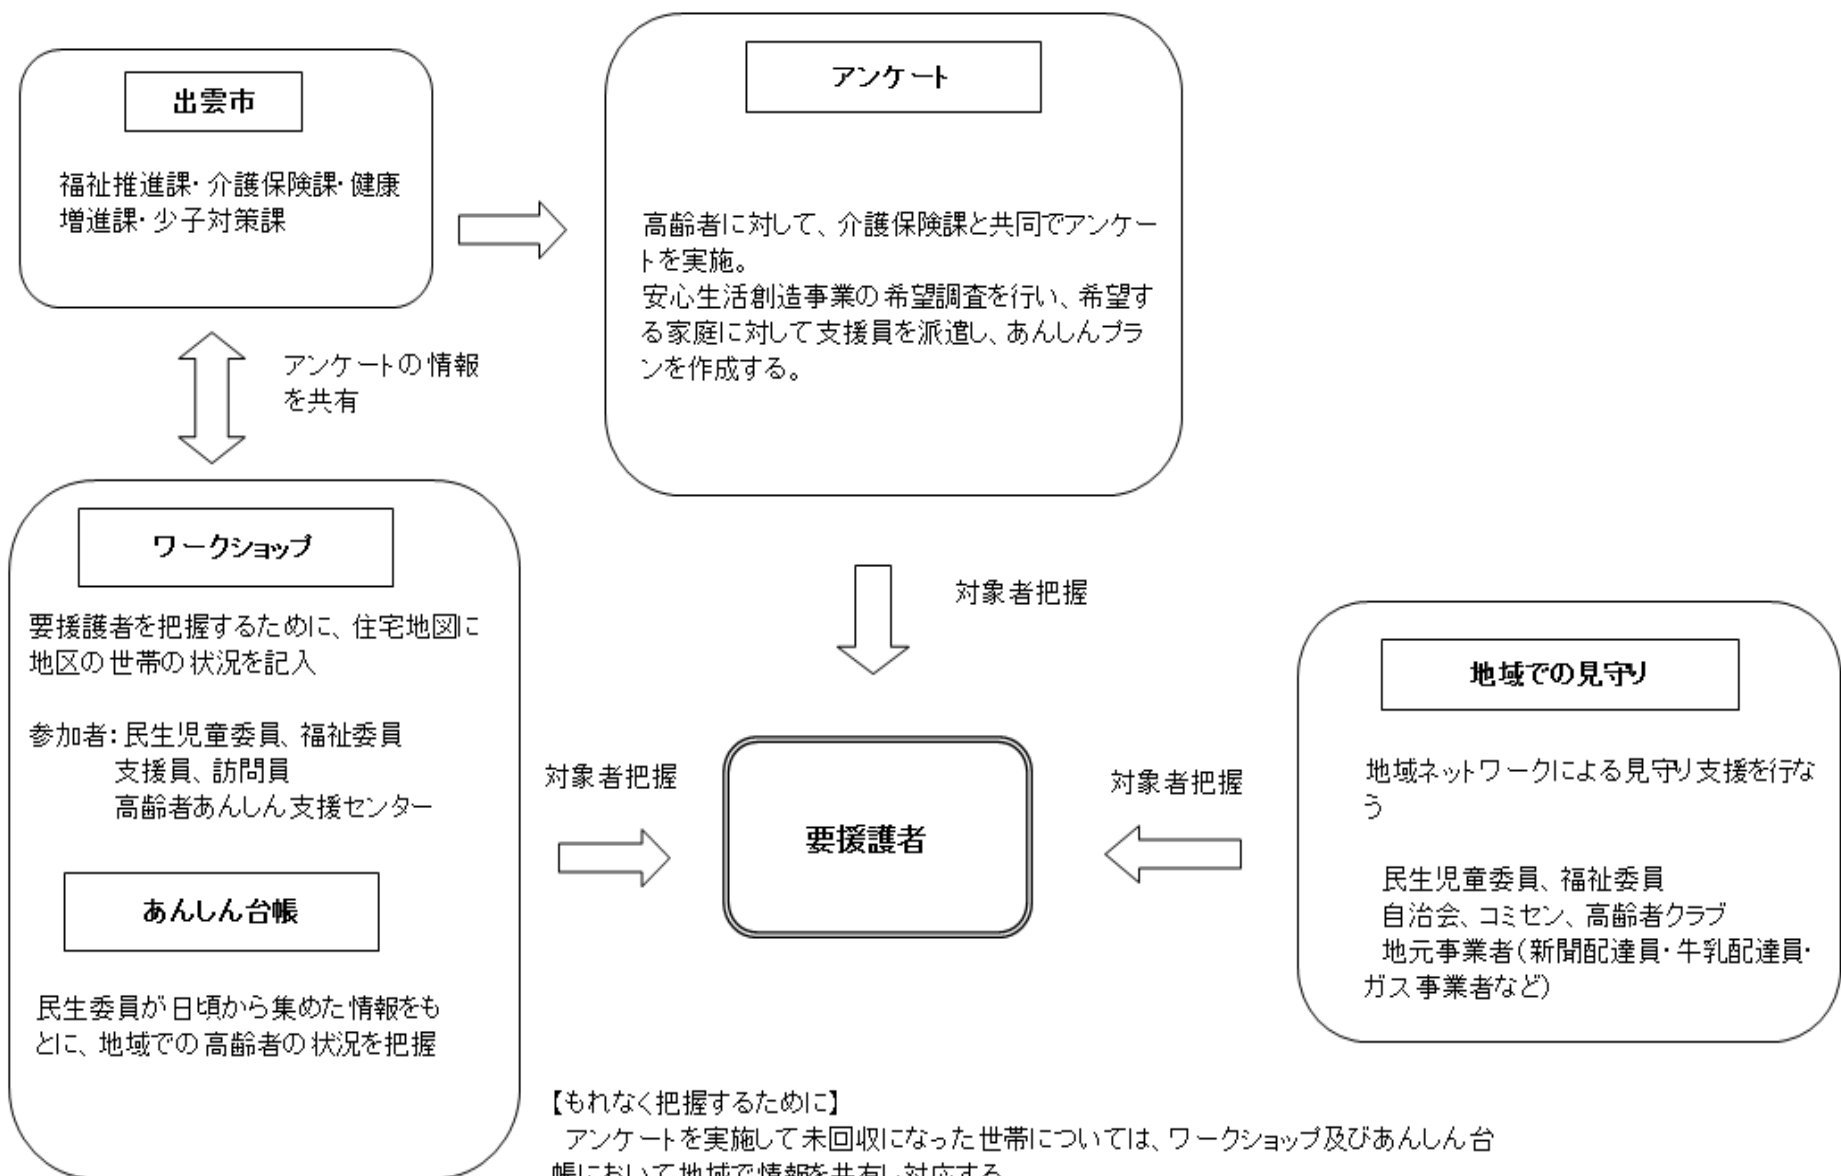 出雲市
福祉推進課・介護保険課・健康
増進課・少子対策課
アンケート
高齢者に対して、介護保険課と共同でアンケー
トを実施。
安心生活創造事業の希望調査を行い、希望す
る家庭に対して支援員を派遣し、あんしんプラ
ンを作成する。
アンケートの情報
を共有
ワークショップ
要援護者を把握するために、住宅地図に
地区の世帯の状況を記入
参加者：民生児童委員、福祉委員
支援員、訪問員
高齢者あんしん支援センター
あんしん台帳
民生委員が日頃から集めた情報をも
とに、地域での高齢者の状況を把握
対象者把握
対象者把握
要援護者
対象者把握
地域での見守り
地域ネットワークによる見守り支援を行な
う
民生児童委員、福祉委員
自治会、コミセン、高齢者クラブ
地元事業者（新聞配達員・牛乳配達員・
ガス事業者など）
【もれなく把握するために】
アンケートを実施して未回収になった世帯については、ワークショップ及びあんしん台
帳において地域で情報を共有し対応する